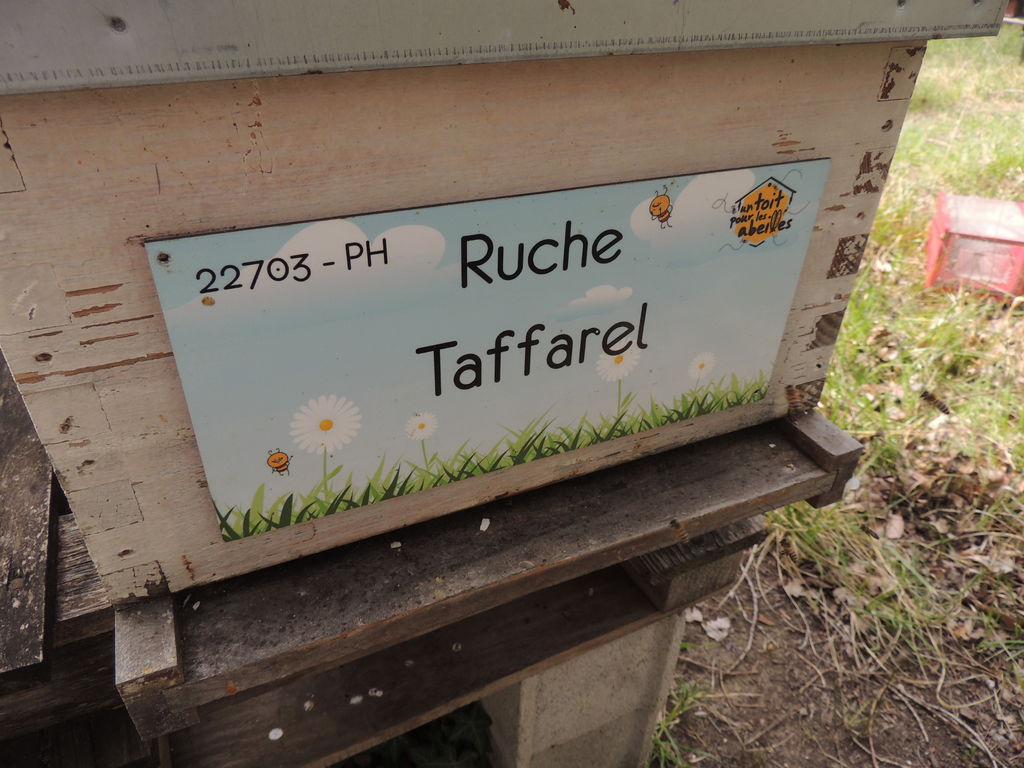 22703 - PH
Ruche
Taffarel
un toit
pour les
abeilles